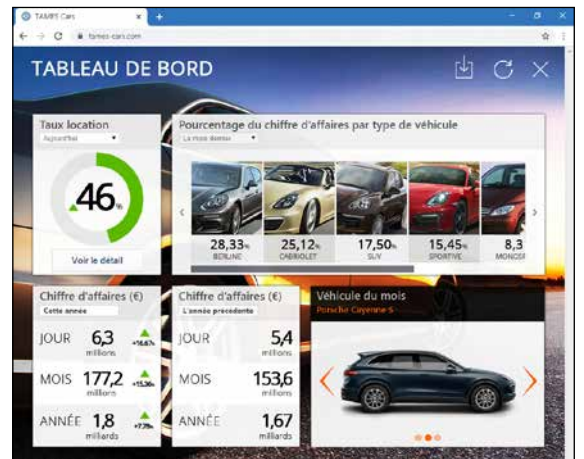 TAMPS Cars
tamps-cars.com
TABLEAU DE BORD
Taux location
Aujourd'hui
46%
Voir le détail
Pourcentage du chiffre d'affaires par type de véhicule
Le mois dernier
28,33% 25,12% 17,50% 15,45% 8,3
BERLINE CABRIOLET SUV SPORTIVE MONOSP
Chiffre d'affaires (€)
Cette année
JOUR 6,3 +16,67%
millions
MOIS 177,2 +15,36%
millions
ANNÉE 1,8 +7,78%
milliards
Chiffre d'affaires (€)
L'année précédente
JOUR 5,4
millions
MOIS 153,6
millions
ANNÉE 1,67
milliards
Véhicule du mois
Porsche Cayenne S